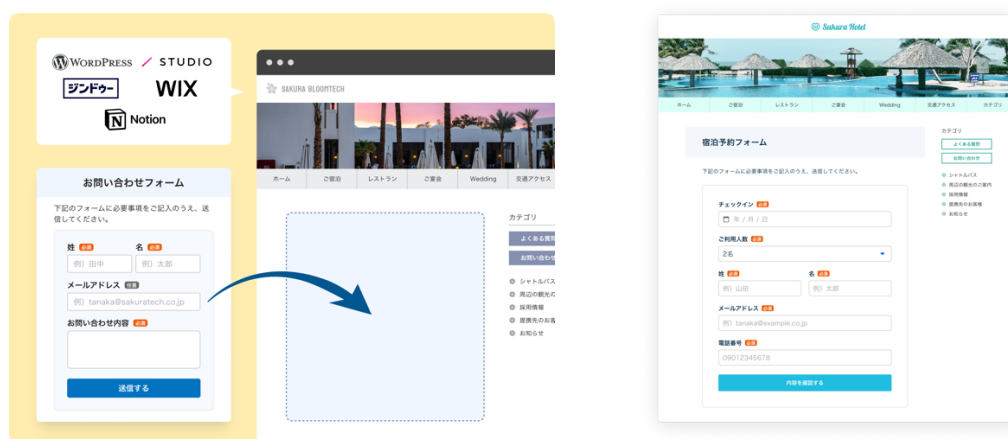 WORDPRESS
STUDIO
ジンドゥー
WIX
Notion
お問い合わせフォーム
下記のフォームに必要事項をご記入のうえ、送
信してください。
姓 必須 名 必須
例）田中 例）太郎
メールアドレス 任意
例）tanaka@sakuratech.co.jp
お問い合わせ内容 必須
送信する
SAKURA BLOOMTECH
ホーム ご宿泊 レストラン ご宴会 Wedding 交通アクセス
カテゴリ
よくある質問
お問い合わせ
シャトルバス
周辺の観光の
採用情報
提携先のお客
お知らせ
Sakura Hotel
ホーム ご宿泊 レストラン ご宴会 Wedding 交通アクセス カテゴリ
宿泊予約フォーム
下記のフォームに必要事項をご記入のうえ、送信してください。
チェックイン 必須
年 / 月 / 日
ご利用人数 必須
2名
姓 必須 名 必須
例）山田 例）太郎
メールアドレス 必須
例）tanaka@example.co.jp
電話番号 必須
09012345678
内容を確認する
カテゴリ
よくある質問
お問い合わせ
シャトルバス
周辺の観光のご案内
採用情報
提携先のお客様
お知らせ